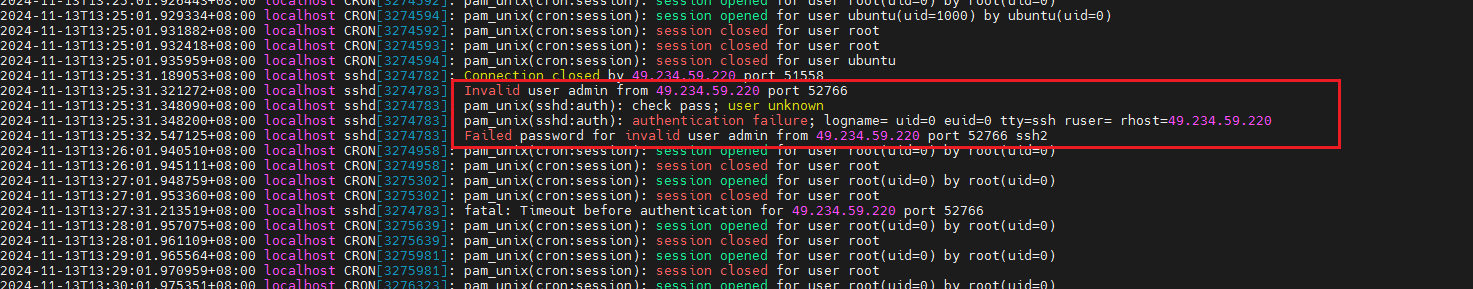 2024-11-13T13:25:01.926443+08:00 localhost CRON[3274592]: pam_unix(cron:session): session opened for user root(uid=0) by root(uid=0)
2024-11-13T13:25:01.929334+08:00 localhost CRON[3274594]: pam_unix(cron:session): session opened for user ubuntu(uid=1000) by ubuntu(uid=0)
2024-11-13T13:25:01.931882+08:00 localhost CRON[3274592]: pam_unix(cron:session): session closed for user root
2024-11-13T13:25:01.932418+08:00 localhost CRON[3274593]: pam_unix(cron:session): session closed for user root
2024-11-13T13:25:01.935959+08:00 localhost CRON[3274594]: pam_unix(cron:session): session closed for user ubuntu
2024-11-13T13:25:31.189053+08:00 localhost sshd[3274782]: Connection closed by 49.234.59.220 port 51558
2024-11-13T13:25:31.321272+08:00 localhost sshd[3274783]: Invalid user admin from 49.234.59.220 port 52766
2024-11-13T13:25:31.348090+08:00 localhost sshd[3274783]: pam_unix(sshd:auth): check pass; user unknown
2024-11-13T13:25:31.348200+08:00 localhost sshd[3274783]: pam_unix(sshd:auth): authentication failure; logname= uid=0 euid=0 tty=ssh ruser= rhost=49.234.59.220
2024-11-13T13:25:32.547125+08:00 localhost sshd[3274783]: Failed password for invalid user admin from 49.234.59.220 port 52766 ssh2
2024-11-13T13:26:01.940510+08:00 localhost CRON[3274958]: pam_unix(cron:session): session opened for user root(uid=0) by root(uid=0)
2024-11-13T13:26:01.945111+08:00 localhost CRON[3274958]: pam_unix(cron:session): session closed for user root
2024-11-13T13:27:01.948759+08:00 localhost CRON[3275302]: pam_unix(cron:session): session opened for user root(uid=0) by root(uid=0)
2024-11-13T13:27:01.953360+08:00 localhost CRON[3275302]: pam_unix(cron:session): session closed for user root
2024-11-13T13:27:31.213519+08:00 localhost sshd[3274783]: fatal: Timeout before authentication for 49.234.59.220 port 52766
2024-11-13T13:28:01.957075+08:00 localhost CRON[3275639]: pam_unix(cron:session): session opened for user root(uid=0) by root(uid=0)
2024-11-13T13:28:01.961109+08:00 localhost CRON[3275639]: pam_unix(cron:session): session closed for user root
2024-11-13T13:29:01.965564+08:00 localhost CRON[3275981]: pam_unix(cron:session): session opened for user root(uid=0) by root(uid=0)
2024-11-13T13:29:01.970959+08:00 localhost CRON[3275981]: pam_unix(cron:session): session closed for user root
2024-11-13T13:30:01.975351+08:00 localhost CRON[3276323]: pam_unix(cron:session): session opened for user root(uid=0) by root(uid=0)